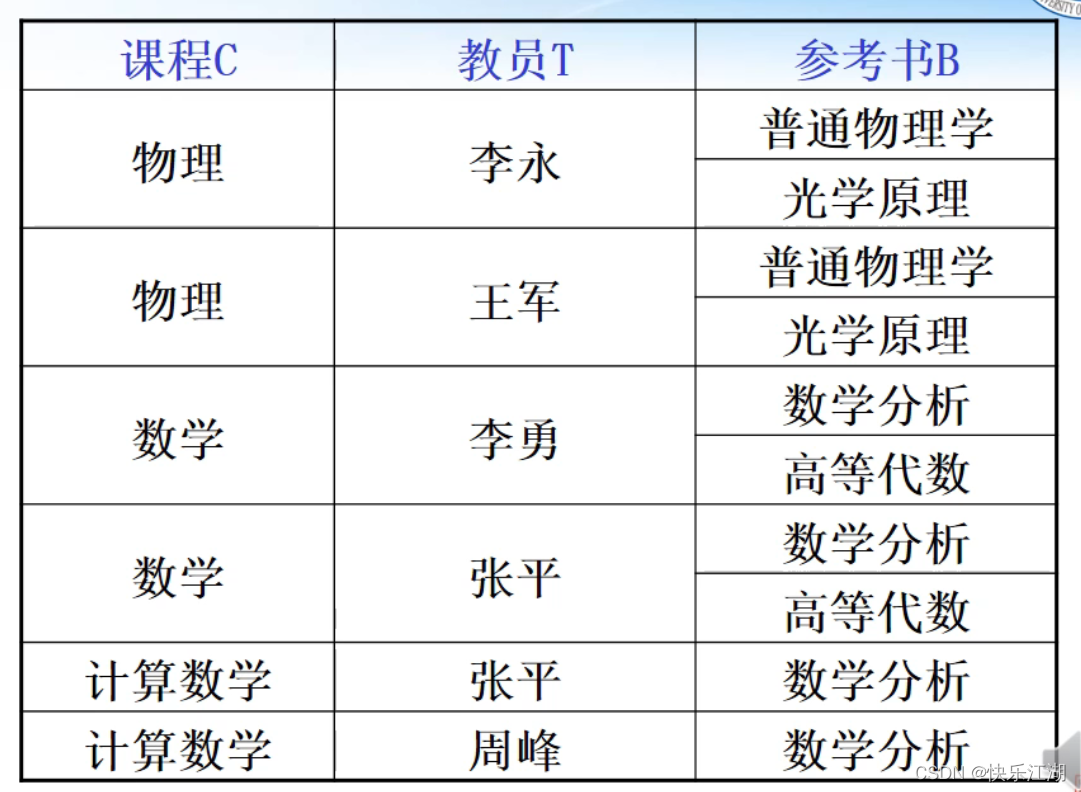 课程C 教员T 参考书B
物理 李永 普通物理学
光学原理
物理 王军 普通物理学
光学原理
数学 李勇 数学分析
高等代数
数学 张平 数学分析
高等代数
计算数学 张平 数学分析
计算数学 周峰 数学分析
CSDN @快乐江湖